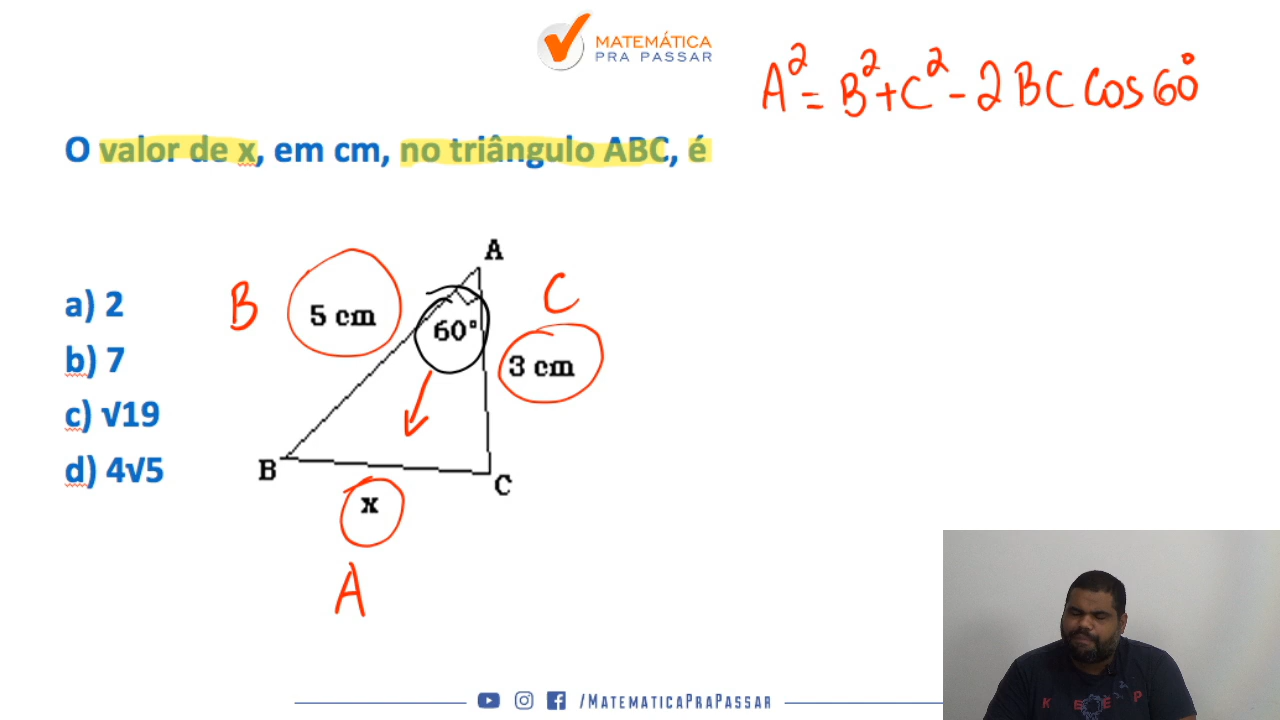 MATEMÁTICA
PRA PASSAR
A² = B² + C² - 2 BC Cos 60°
O valor de x, em cm, no triângulo ABC, é
A
a) 2
B
5 cm
C
60°
3 cm
b) 7
c) √19
d) 4√5
B
C
x
A
K E E P
/MATEMATICAPRAPASSAR